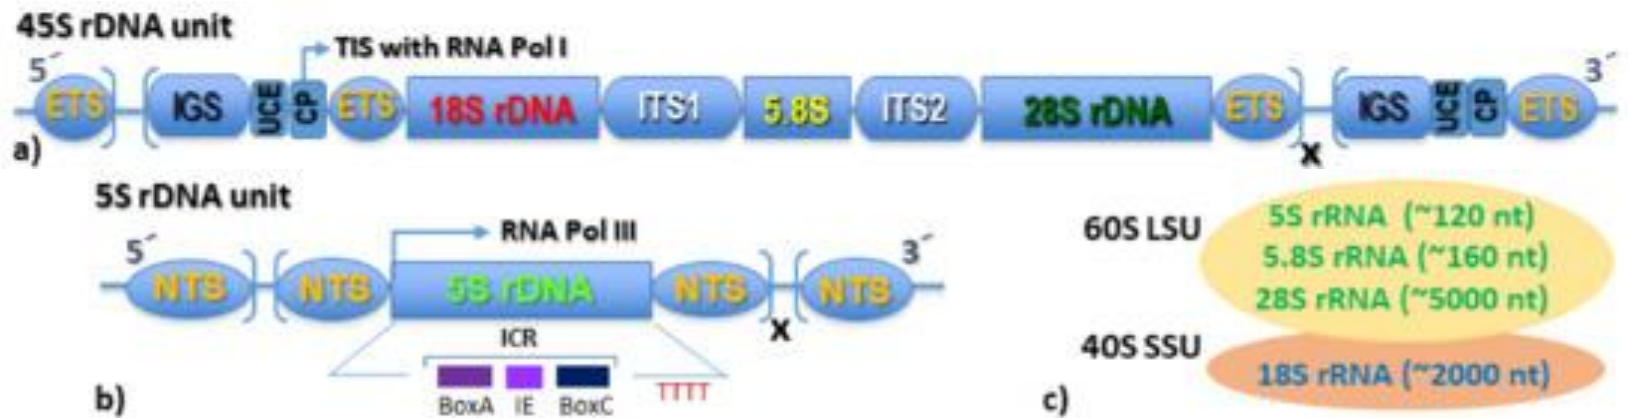 45S rDNA unit
TIS with RNA Pol I
5´ 3´
ETS IGS UCE CP ETS 18S rDNA ITS1 5.8S ITS2 28S rDNA ETS IGS UCE CP ETS
a) x
5S rDNA unit
RNA Pol III
5´ 3´
NTS NTS 5S rDNA NTS NTS
x
ICR
TTTT
BoxA IE BoxC
b)
60S LSU
5S rRNA (~120 nt)
5.8S rRNA (~160 nt)
28S rRNA (~5000 nt)
40S SSU
18S rRNA (~2000 nt)
c)